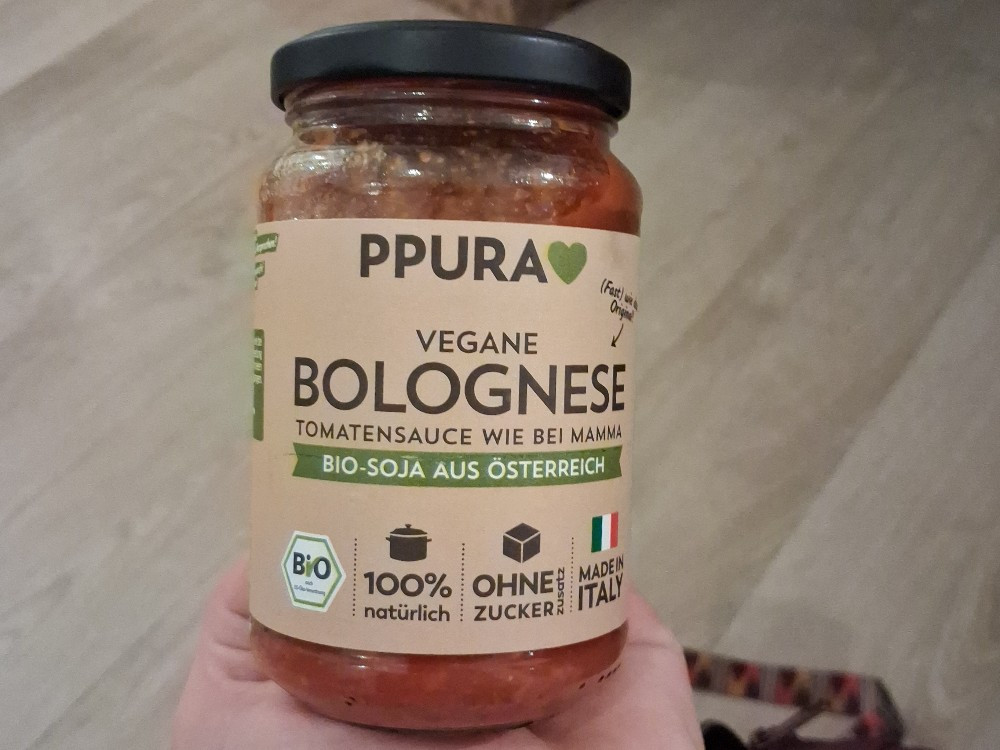 PPURA
(Fast) wie
Original!
VEGANE
BOLOGNESE
TOMATENSAUCE WIE BEI MAMMA
BIO-SOJA AUS ÖSTERREICH
Bio
100%
natürlich
OHNE
ZUCKER zusatz
MADE IN
ITALY